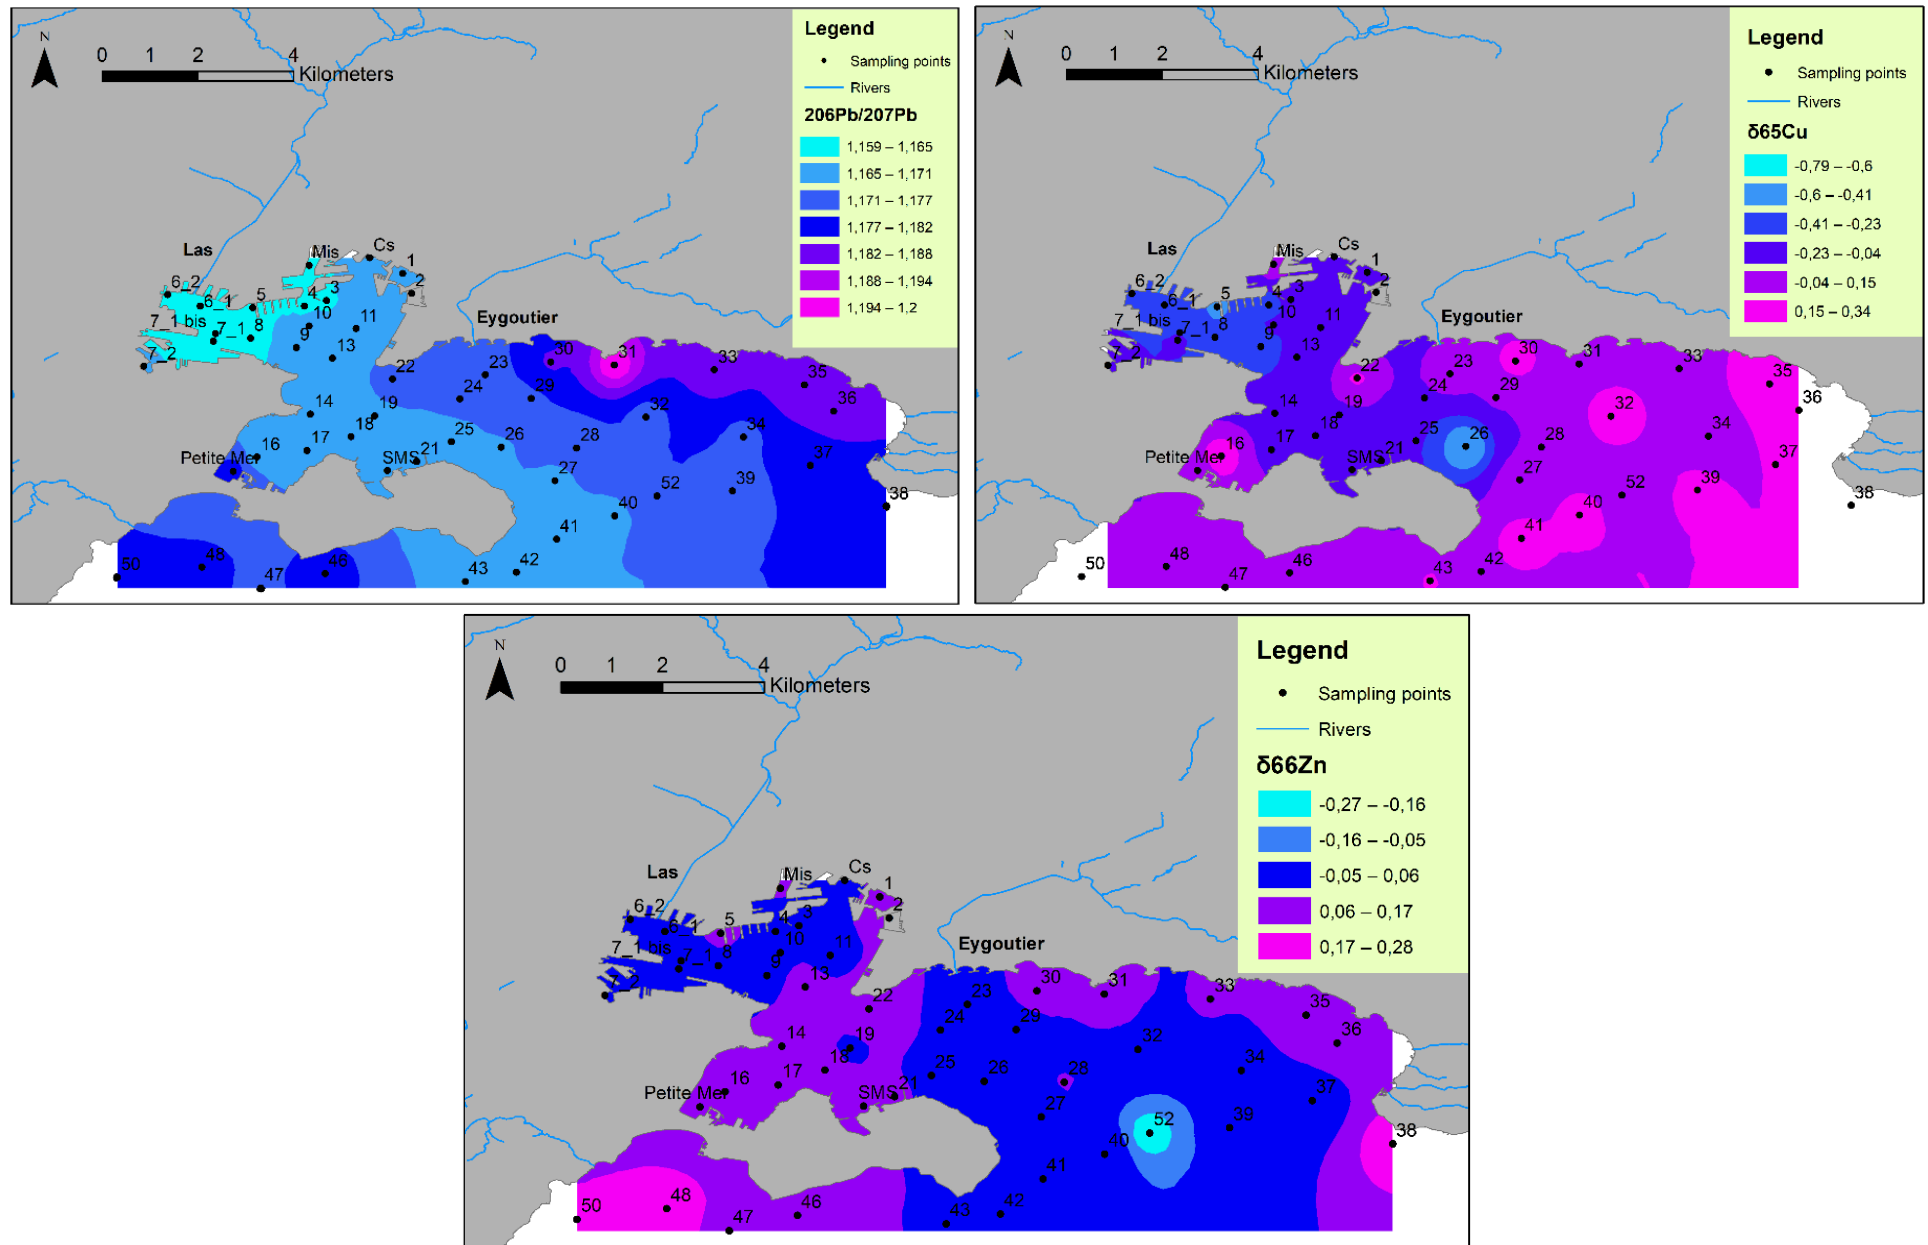 N
0 1 2 4
Kilometers
Legend
Sampling points
Rivers
206Pb/207Pb
1,159 – 1,165
1,165 – 1,171
1,171 – 1,177
1,177 – 1,182
1,182 – 1,188
1,188 – 1,194
1,194 – 1,2
Las
Mis
Cs
1
2
6_2
6_1
5
4
3
10
7_1 bis
7_1
8
9
11
7_2
13
Eygoutier
22
23
30
31
33
35
24
29
36
14
19
32
18
34
16
17
25
26
28
Petite Mer
SMS
21
37
27
52
39
38
40
41
50
48
46
42
47
43
N
0 1 2 4
Kilometers
Legend
Sampling points
Rivers
δ65Cu
-0,79 – -0,6
-0,6 – -0,41
-0,41 – -0,23
-0,23 – -0,04
-0,04 – 0,15
0,15 – 0,34
Las
Mis
Cs
1
2
6_2
6_1
5
4
3
10
7_1 bis
7_1
8
9
11
7_2
13
Eygoutier
22
23
30
31
33
35
24
29
36
14
19
32
18
34
16
17
25
26
28
Petite Mer
SMS
21
37
27
52
39
38
40
41
50
48
46
42
47
43
N
0 1 2 4
Kilometers
Legend
Sampling points
Rivers
δ66Zn
-0,27 – -0,16
-0,16 – -0,05
-0,05 – 0,06
0,06 – 0,17
0,17 – 0,28
Las
Mis
Cs
1
2
6_2
6_1
5
4
3
10
7_1 bis
7_1
8
9
11
7_2
13
Eygoutier
22
23
30
31
33
35
24
29
36
14
19
32
18
34
16
17
25
26
28
Petite Mer
SMS
21
37
27
52
39
38
40
41
50
48
46
42
47
43